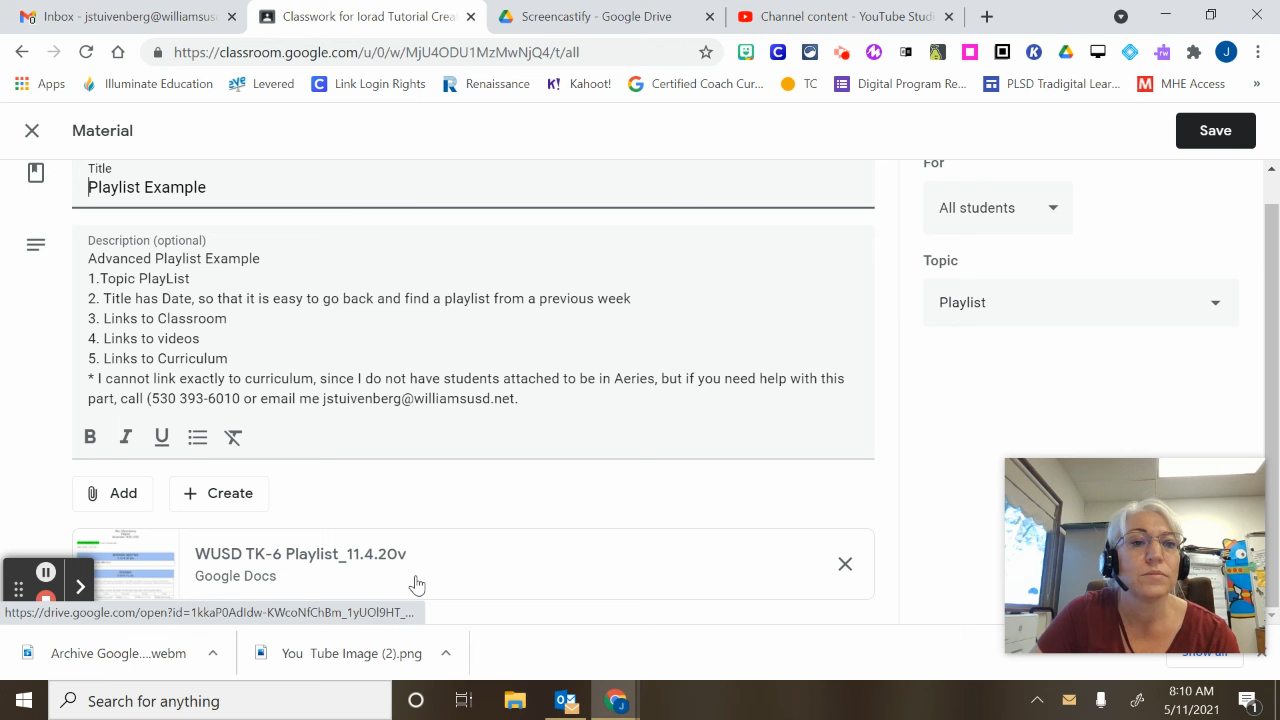 Inbox - jstuivenberg@williamsus
Classwork for Iorad Tutorial Crea
Screencastify - Google Drive
Channel content - YouTube Studi
https://classroom.google.com/u/0/w/MjU4ODU1MzMwNjQ4/t/all
J
Apps
Illuminate Education
Levered
Link Login Rights
Renaissance
K! Kahoot!
Certified Coach Cur...
TC
Digital Program Re...
PLSD Tradigital Lear...
M MHE Access
»
Material
Save
Title
Playlist Example
For
All students
Description (optional)
Advanced Playlist Example
1.Topic PlayList
2. Title has Date, so that it is easy to go back and find a playlist from a previous week
3. Links to Classroom
4. Links to videos
5. Links to Curriculum
* I cannot link exactly to curriculum, since I do not have students attached to be in Aeries, but if you need help with this
part, call (530 393-6010 or email me jstuivenberg@williamsusd.net.
Topic
Playlist
B I U
Add
Create
WUSD TK-6 Playlist_11.4.20v
Google Docs
https://drive.google.com/open?id=1kkaP0AdIdw-KWcoNfChBm_1yUOl9HT_...
Archive Google....webm
You Tube Image (2).png
Show all
Search for anything
8:10 AM
5/11/2021
1